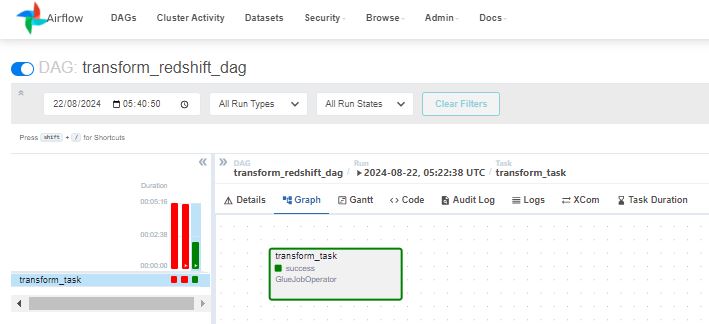 Airflow DAGs Cluster Activity Datasets Security Browse Admin Docs
DAG: transform_redshift_dag
22/08/2024 05:40:50 All Run Types All Run States Clear Filters
Press shift + / for Shortcuts
DAG Run Task
transform_redshift_dag / 2024-08-22, 05:22:38 UTC / transform_task
Details Graph Gantt Code Audit Log Logs XCom Task Duration
Duration
00:05:16
00:02:38
00:00:00
transform_task
transform_task
success
GlueJobOperator